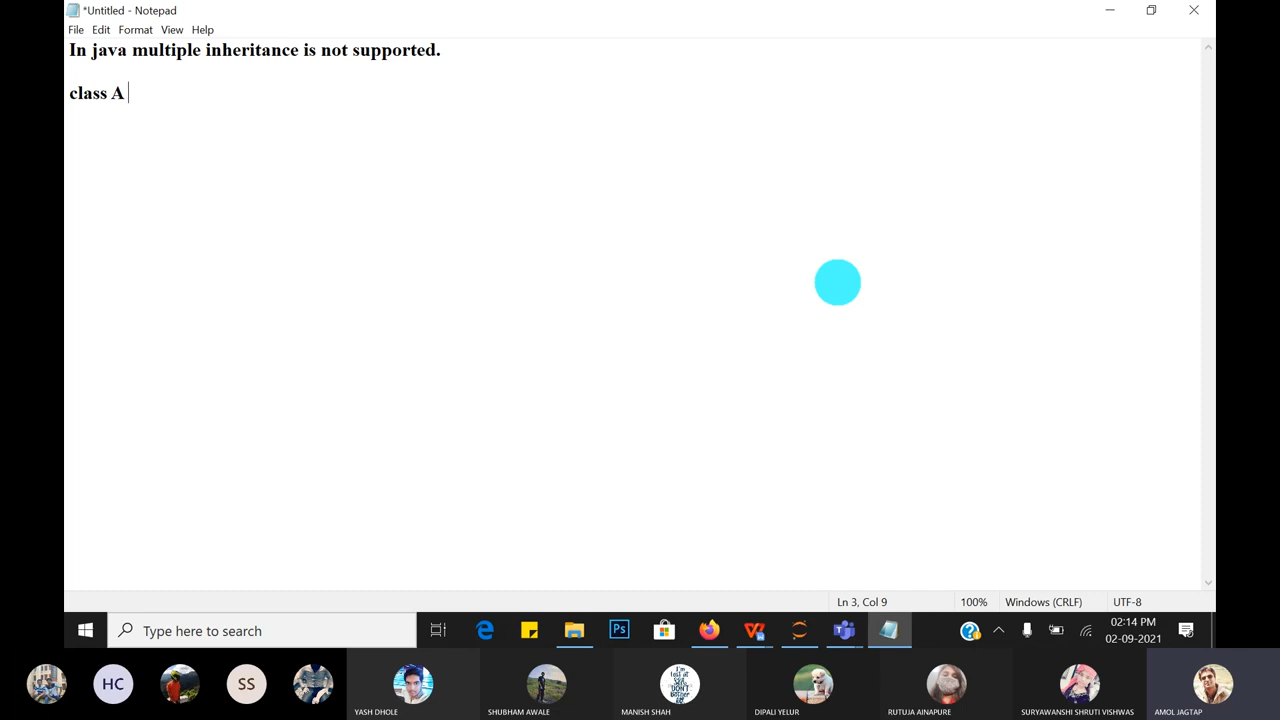 *Untitled - Notepad
File Edit Format View Help
In java multiple inheritance is not supported.
class A
Ln 3, Col 9 100% Windows (CRLF) UTF-8
Type here to search
Ps
02:14 PM
02-09-2021
HC
SS
I'm
YASH DHOLE
SHUBHAM AWALE
MANISH SHAH
DIPALI YELUR
RUTUJA AINAPURE
SURYAWANSHI SHRUTI VISHWAS
AMOL JAGTAP